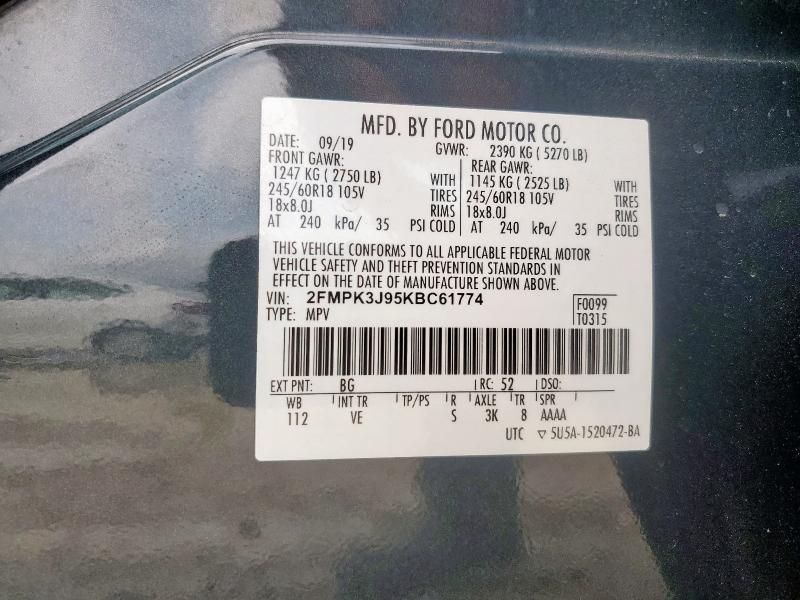 MFD. BY FORD MOTOR CO.
DATE: 09/19 GVWR: 2390 KG ( 5270 LB)
FRONT GAWR: REAR GAWR:
1247 KG ( 2750 LB) WITH 1145 KG ( 2525 LB) WITH
245/60R18 105V TIRES 245/60R18 105V TIRES
18x8.0J RIMS 18x8.0J RIMS
AT 240 kPa/ 35 PSI COLD AT 240 kPa/ 35 PSI COLD
THIS VEHICLE CONFORMS TO ALL APPLICABLE FEDERAL MOTOR
VEHICLE SAFETY AND THEFT PREVENTION STANDARDS IN
EFFECT ON THE DATE OF MANUFACTURE SHOWN ABOVE.
VIN: 2FMPK3J95KBC61774 F0099
TYPE: MPV T0315
EXT PNT: BG RC: 52 DSO:
WB INT TR TP/PS R AXLE TR SPR
112 VE S 3K 8 AAAA
UTC ▽ 5U5A-1520472-BA